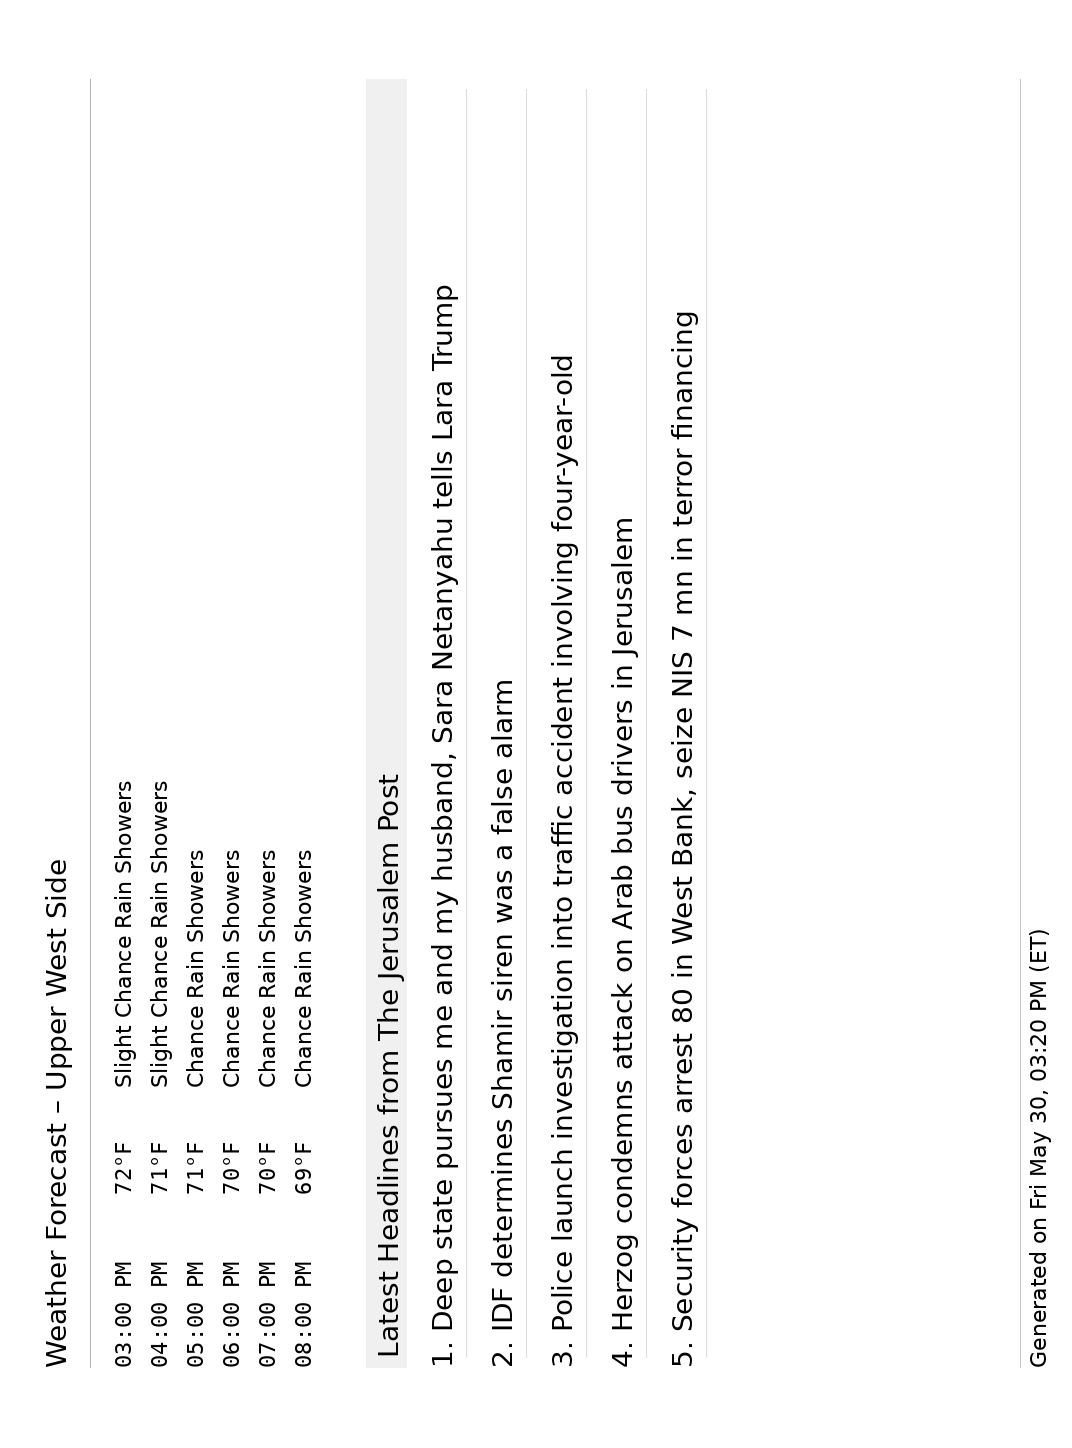 Weather Forecast – Upper West Side
03:00 PM 72°F Slight Chance Rain Showers
04:00 PM 71°F Slight Chance Rain Showers
05:00 PM 71°F Chance Rain Showers
06:00 PM 70°F Chance Rain Showers
07:00 PM 70°F Chance Rain Showers
08:00 PM 69°F Chance Rain Showers
Latest Headlines from The Jerusalem Post
1. Deep state pursues me and my husband, Sara Netanyahu tells Lara Trump
2. IDF determines Shamir siren was a false alarm
3. Police launch investigation into traffic accident involving four-year-old
4. Herzog condemns attack on Arab bus drivers in Jerusalem
5. Security forces arrest 80 in West Bank, seize NIS 7 mn in terror financing
Generated on Fri May 30, 03:20 PM (ET)